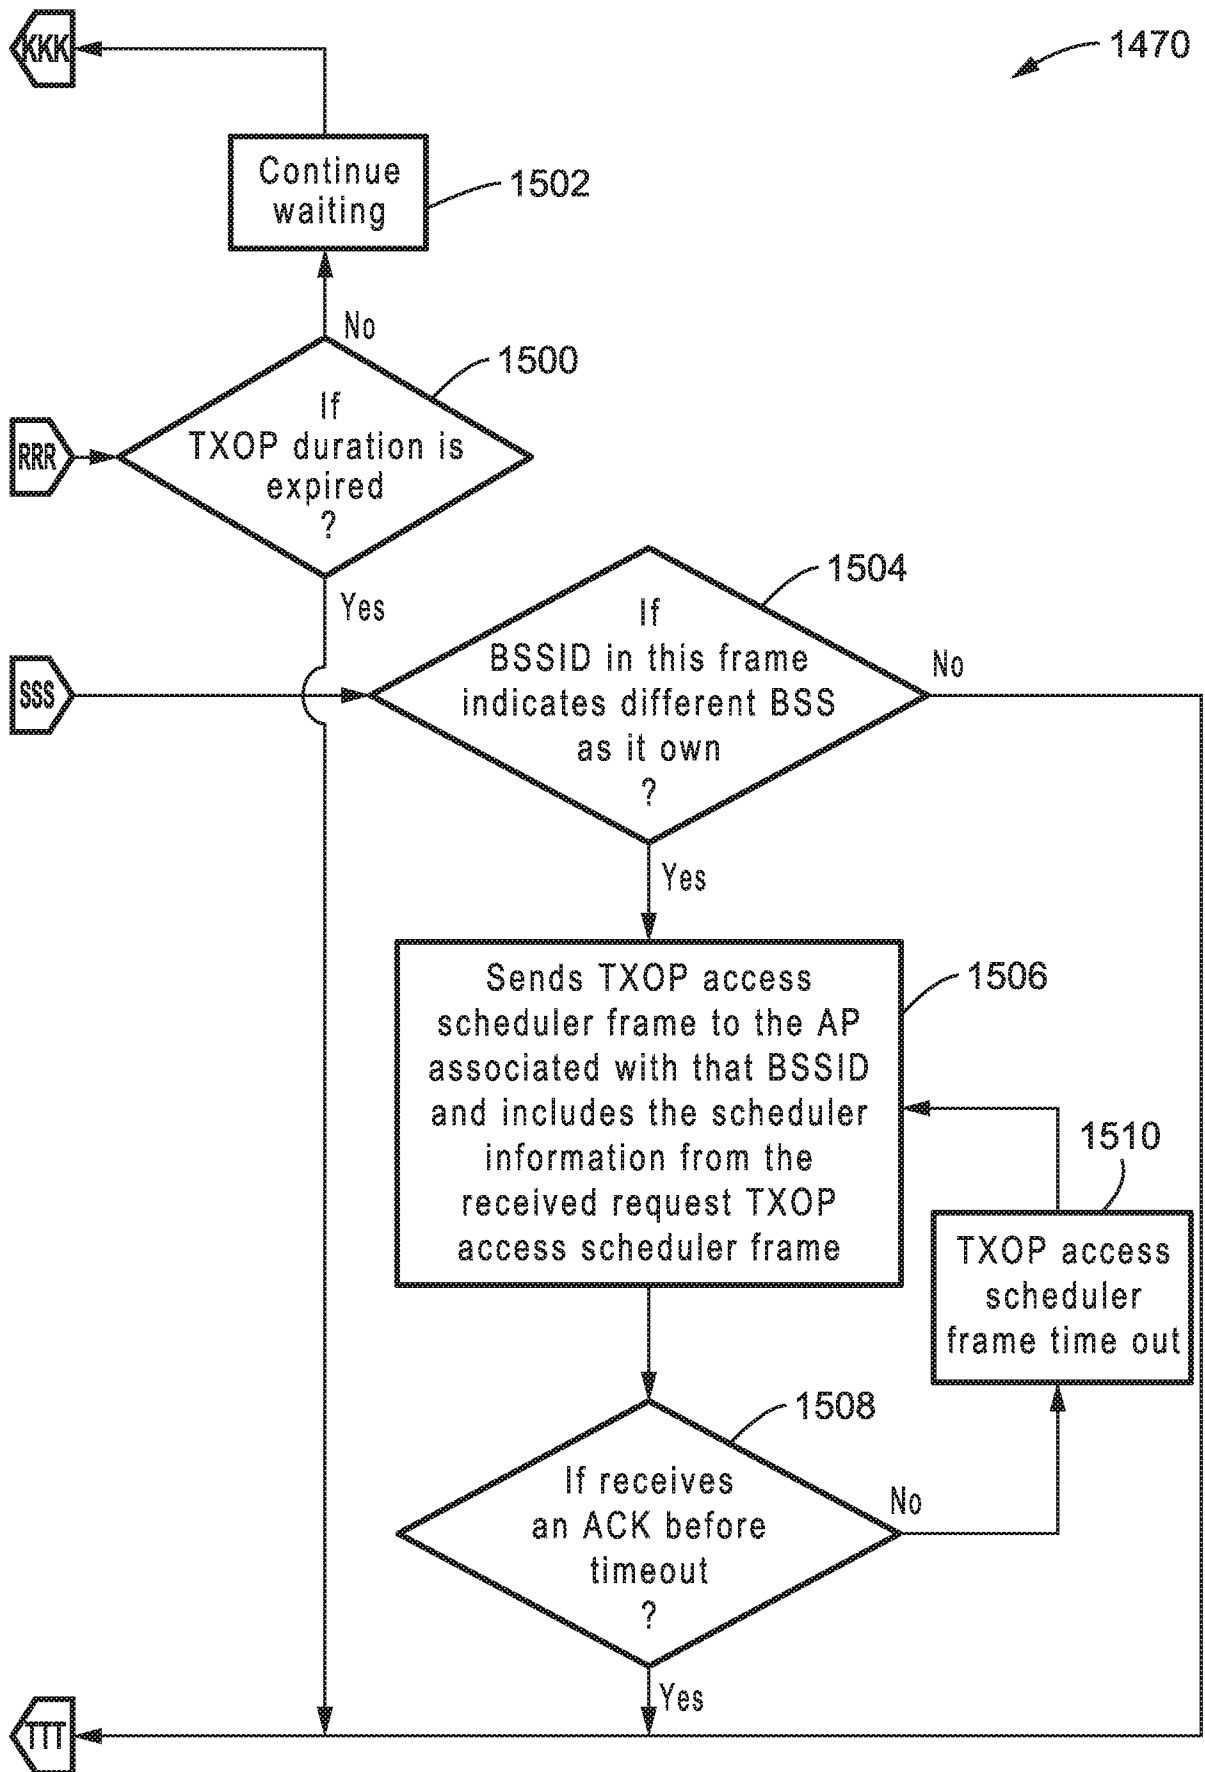 KKK
1470
Continue
waiting
1502
No
1500
If
TXOP duration is
expired
?
RRR
Yes
1504
If
BSSID in this frame
indicates different BSS
as it own
?
No
SSS
Yes
1506
Sends TXOP access
scheduler frame to the AP
associated with that BSSID
and includes the scheduler
information from the
received request TXOP
access scheduler frame
1510
TXOP access
scheduler
frame time out
1508
If receives
an ACK before
timeout
?
No
Yes
TTT